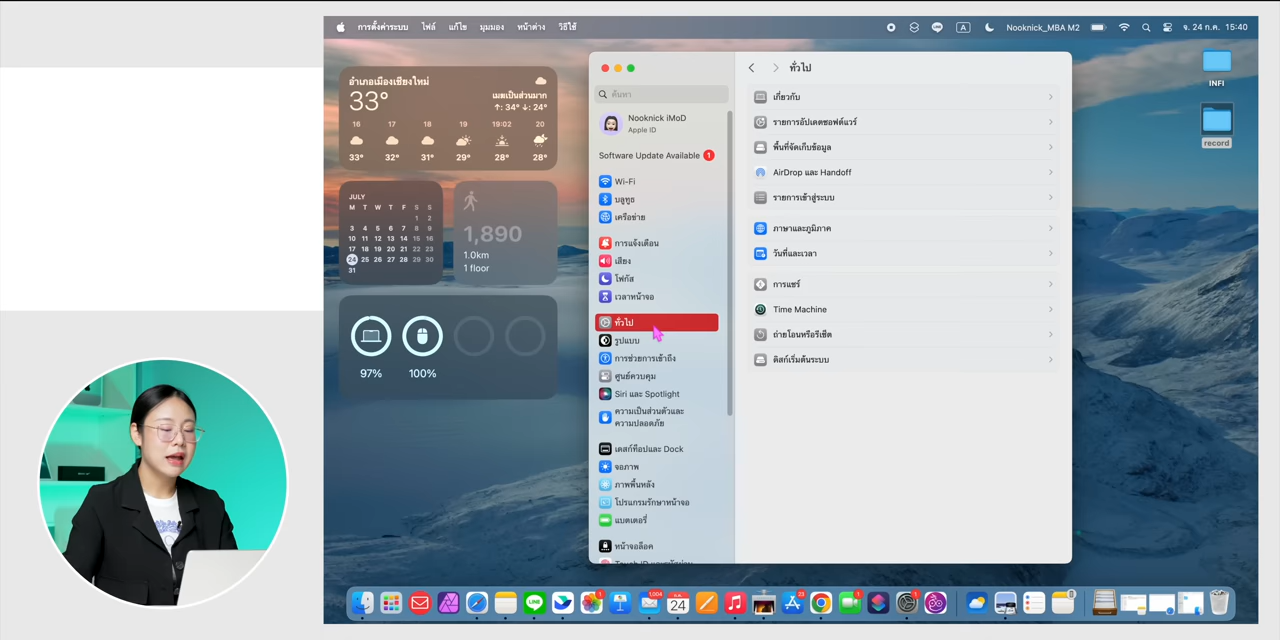 การตั้งค่าระบบ ไฟล์ แก้ไข มุมมอง หน้าต่าง วิธีใช้
A Nooknick_MBA M2 จ. 24 ก.ค. 15:40
อำเภอเมืองเชียงใหม่
33°
เมฆเป็นส่วนมาก
↑: 34° ↓: 24°
16 17 18 19 19:02 20
33° 32° 31° 29° 28° 28°
JULY
M T W T F S S
1 2
3 4 5 6 7 8 9
10 11 12 13 14 15 16
17 18 19 20 21 22 23
24 25 26 27 28 29 30
31
1,890
1.0km
1 floor
97% 100%
ค้นหา
Nooknick iMoD
Apple ID
Software Update Available 1
Wi-Fi
บลูทูธ
เครือข่าย
การแจ้งเตือน
เสียง
โฟกัส
เวลาหน้าจอ
ทั่วไป
รูปแบบ
การช่วยการเข้าถึง
ศูนย์ควบคุม
Siri และ Spotlight
ความเป็นส่วนตัวและ
ความปลอดภัย
เดสก์ท็อปและ Dock
จอภาพ
ภาพพื้นหลัง
โปรแกรมรักษาหน้าจอ
แบตเตอรี่
หน้าจอล็อค
ทั่วไป
เกี่ยวกับ
รายการอัปเดตซอฟต์แวร์
พื้นที่จัดเก็บข้อมูล
AirDrop และ Handoff
รายการเข้าสู่ระบบ
ภาษาและภูมิภาค
วันที่และเวลา
การแชร์
Time Machine
ถ่ายโอนหรือรีเซ็ต
ดิสก์เริ่มต้นระบบ
INFI
record
LINE
1
1,004
24
23
1
1